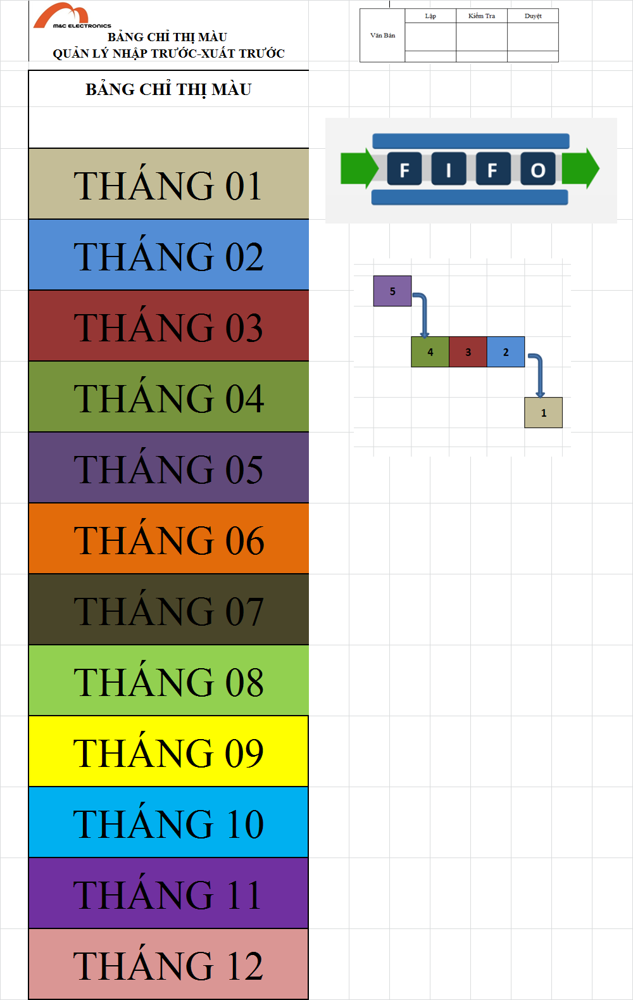 M&C ELECTRONICS
BẢNG CHỈ THỊ MÀU
QUẢN LÝ NHẬP TRƯỚC-XUẤT TRƯỚC
Văn Bản
Lập
Kiểm Tra
Duyệt
BẢNG CHỈ THỊ MÀU
THÁNG 01
THÁNG 02
THÁNG 03
THÁNG 04
THÁNG 05
THÁNG 06
THÁNG 07
THÁNG 08
THÁNG 09
THÁNG 10
THÁNG 11
THÁNG 12
F I F O
5
4 3 2
1